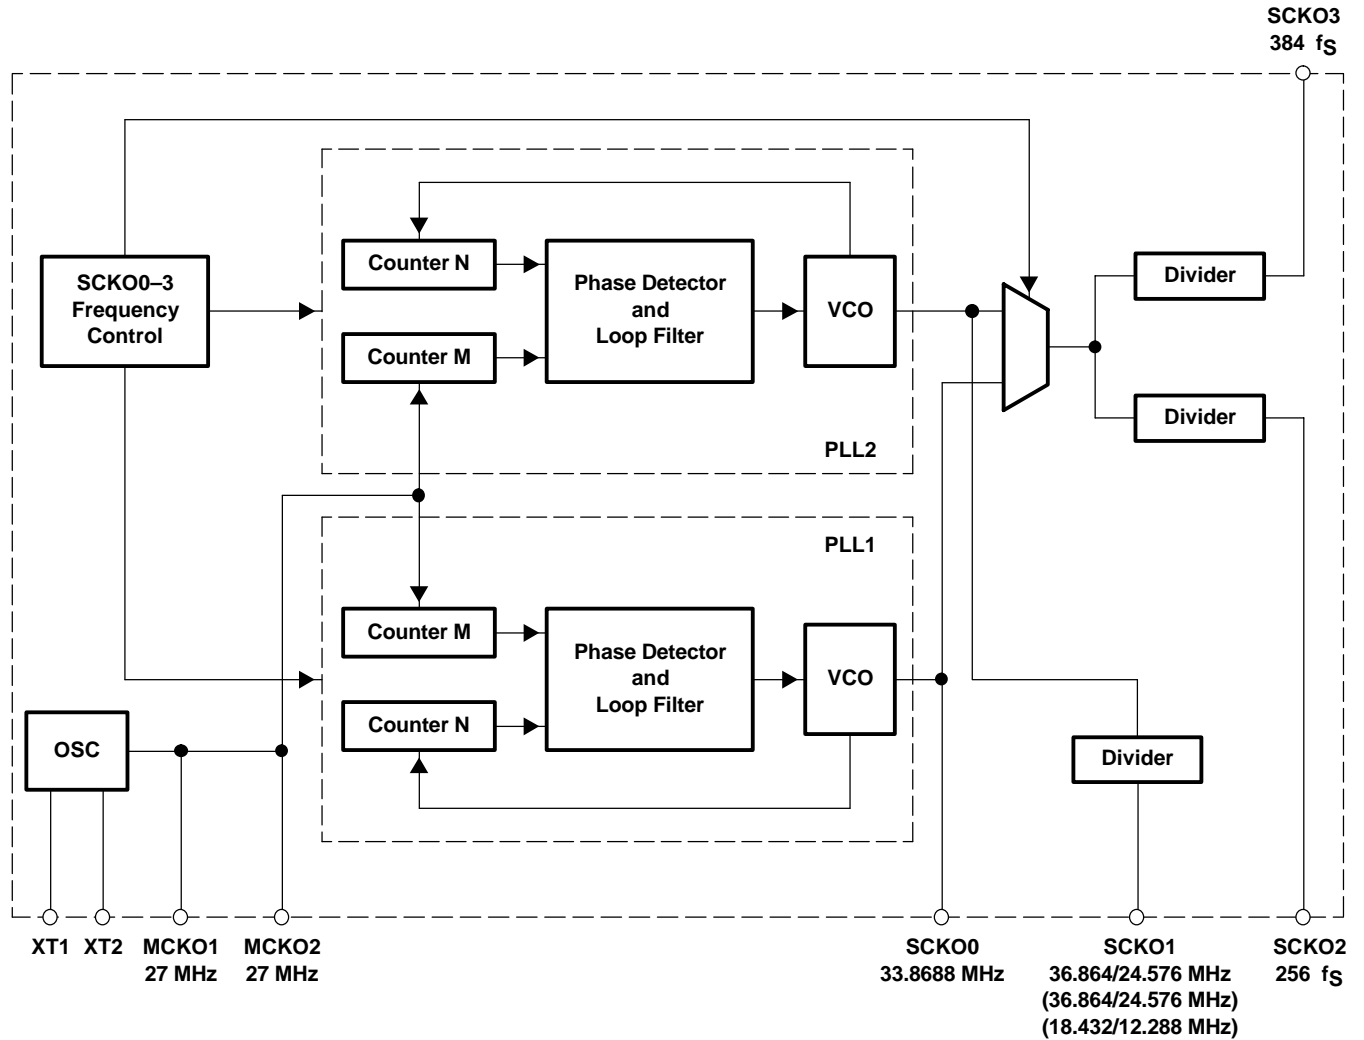 SCKO3
384 fS
SCKO0–3
Frequency
Control
Counter N
Counter M
Phase Detector
and
Loop Filter
VCO
PLL2
Divider
Divider
PLL1
Counter M
Counter N
Phase Detector
and
Loop Filter
VCO
OSC
Divider
XT1
XT2
MCKO1
27 MHz
MCKO2
27 MHz
SCKO0
33.8688 MHz
SCKO1
36.864/24.576 MHz
(36.864/24.576 MHz)
(18.432/12.288 MHz)
SCKO2
256 fS